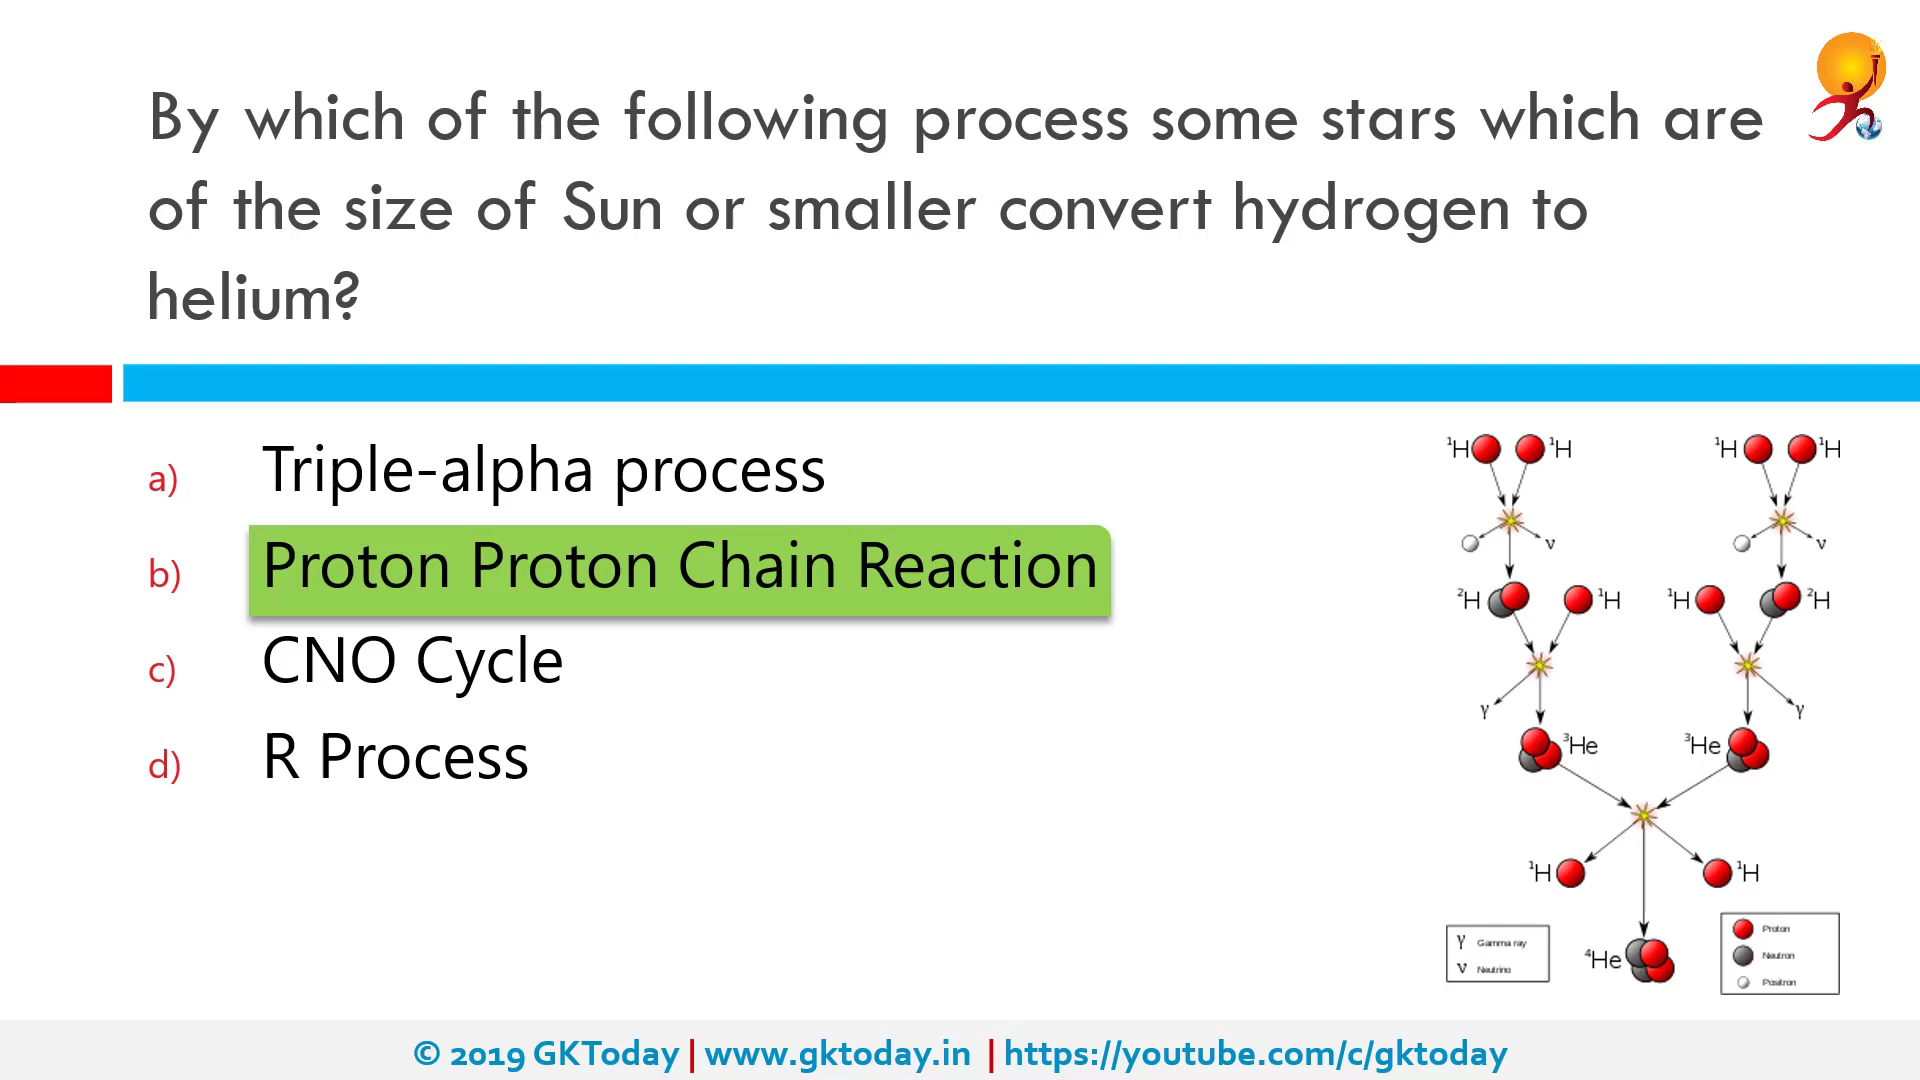 By which of the following process some stars which are
of the size of Sun or smaller convert hydrogen to
helium?
a) Triple-alpha process
b) Proton Proton Chain Reaction
c) CNO Cycle
d) R Process
¹H ¹H ¹H ¹H
ν ν
²H ¹H ¹H ²H
γ γ
³He ³He
¹H ¹H
γ Gamma ray
ν Neutrino
⁴He
Proton
Neutron
Positron
© 2019 GKToday | www.gktoday.in | https://youtube.com/c/gktoday